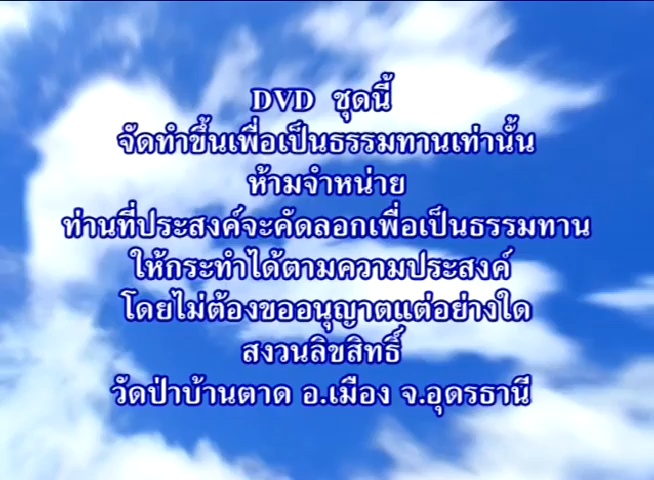 DVD ชุดนี้
จัดทำขึ้นเพื่อเป็นธรรมทานเท่านั้น
ห้ามจำหน่าย
ท่านที่ประสงค์จะคัดลอกเพื่อเป็นธรรมทาน
ให้กระทำได้ตามความประสงค์
โดยไม่ต้องขออนุญาตแต่อย่างใด
สงวนลิขสิทธิ์
วัดป่าบ้านตาด อ.เมือง จ.อุดรธานี